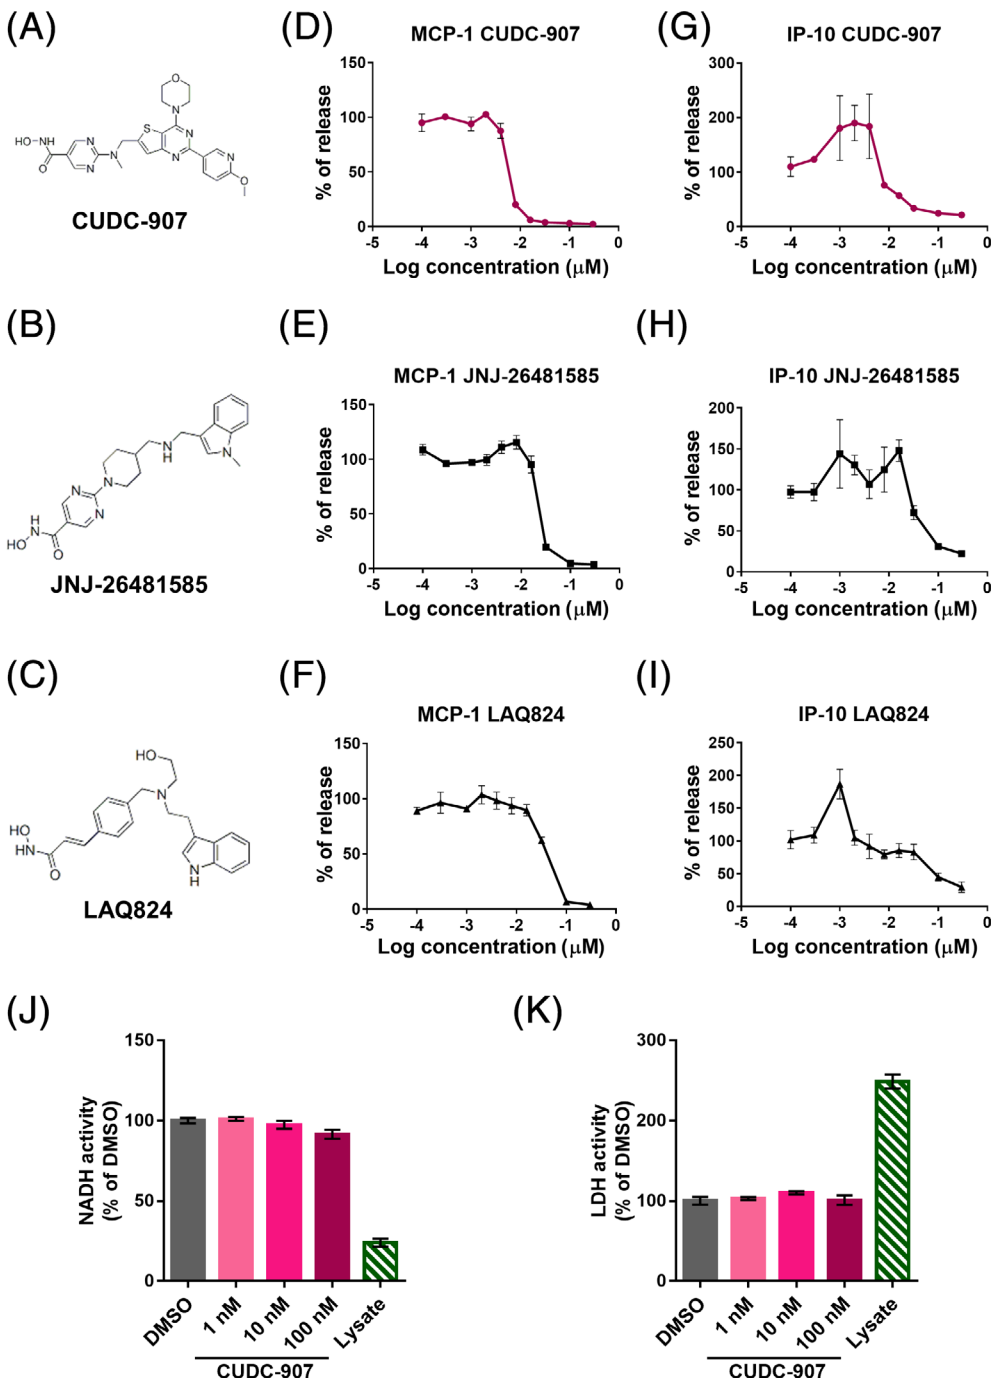 (A)
O
N
HO
NH
S
N
N
O
N
N
N
N
O
CUDC-907
(D)
MCP-1 CUDC-907
% of release
150
100
50
0
-5 -4 -3 -2 -1 0
Log concentration (μM)
(G)
IP-10 CUDC-907
% of release
300
200
100
0
-5 -4 -3 -2 -1 0
Log concentration (μM)
(B)
N
H
N
N
N
N
H
N
HO
O
JNJ-26481585
(E)
MCP-1 JNJ-26481585
% of release
150
100
50
0
-5 -4 -3 -2 -1 0
Log concentration (μM)
(H)
IP-10 JNJ-26481585
% of release
200
150
100
50
0
-5 -4 -3 -2 -1 0
Log concentration (μM)
(C)
HO
N
HO
HN
O
N
H
LAQ824
(F)
MCP-1 LAQ824
% of release
150
100
50
0
-5 -4 -3 -2 -1 0
Log concentration (μM)
(I)
IP-10 LAQ824
% of release
250
200
150
100
50
0
-5 -4 -3 -2 -1 0
Log concentration (μM)
(J)
NADH activity
(% of DMSO)
150
100
50
0
DMSO
1 nM
10 nM
100 nM
Lysate
CUDC-907
(K)
LDH activity
(% of DMSO)
300
200
100
0
DMSO
1 nM
10 nM
100 nM
Lysate
CUDC-907